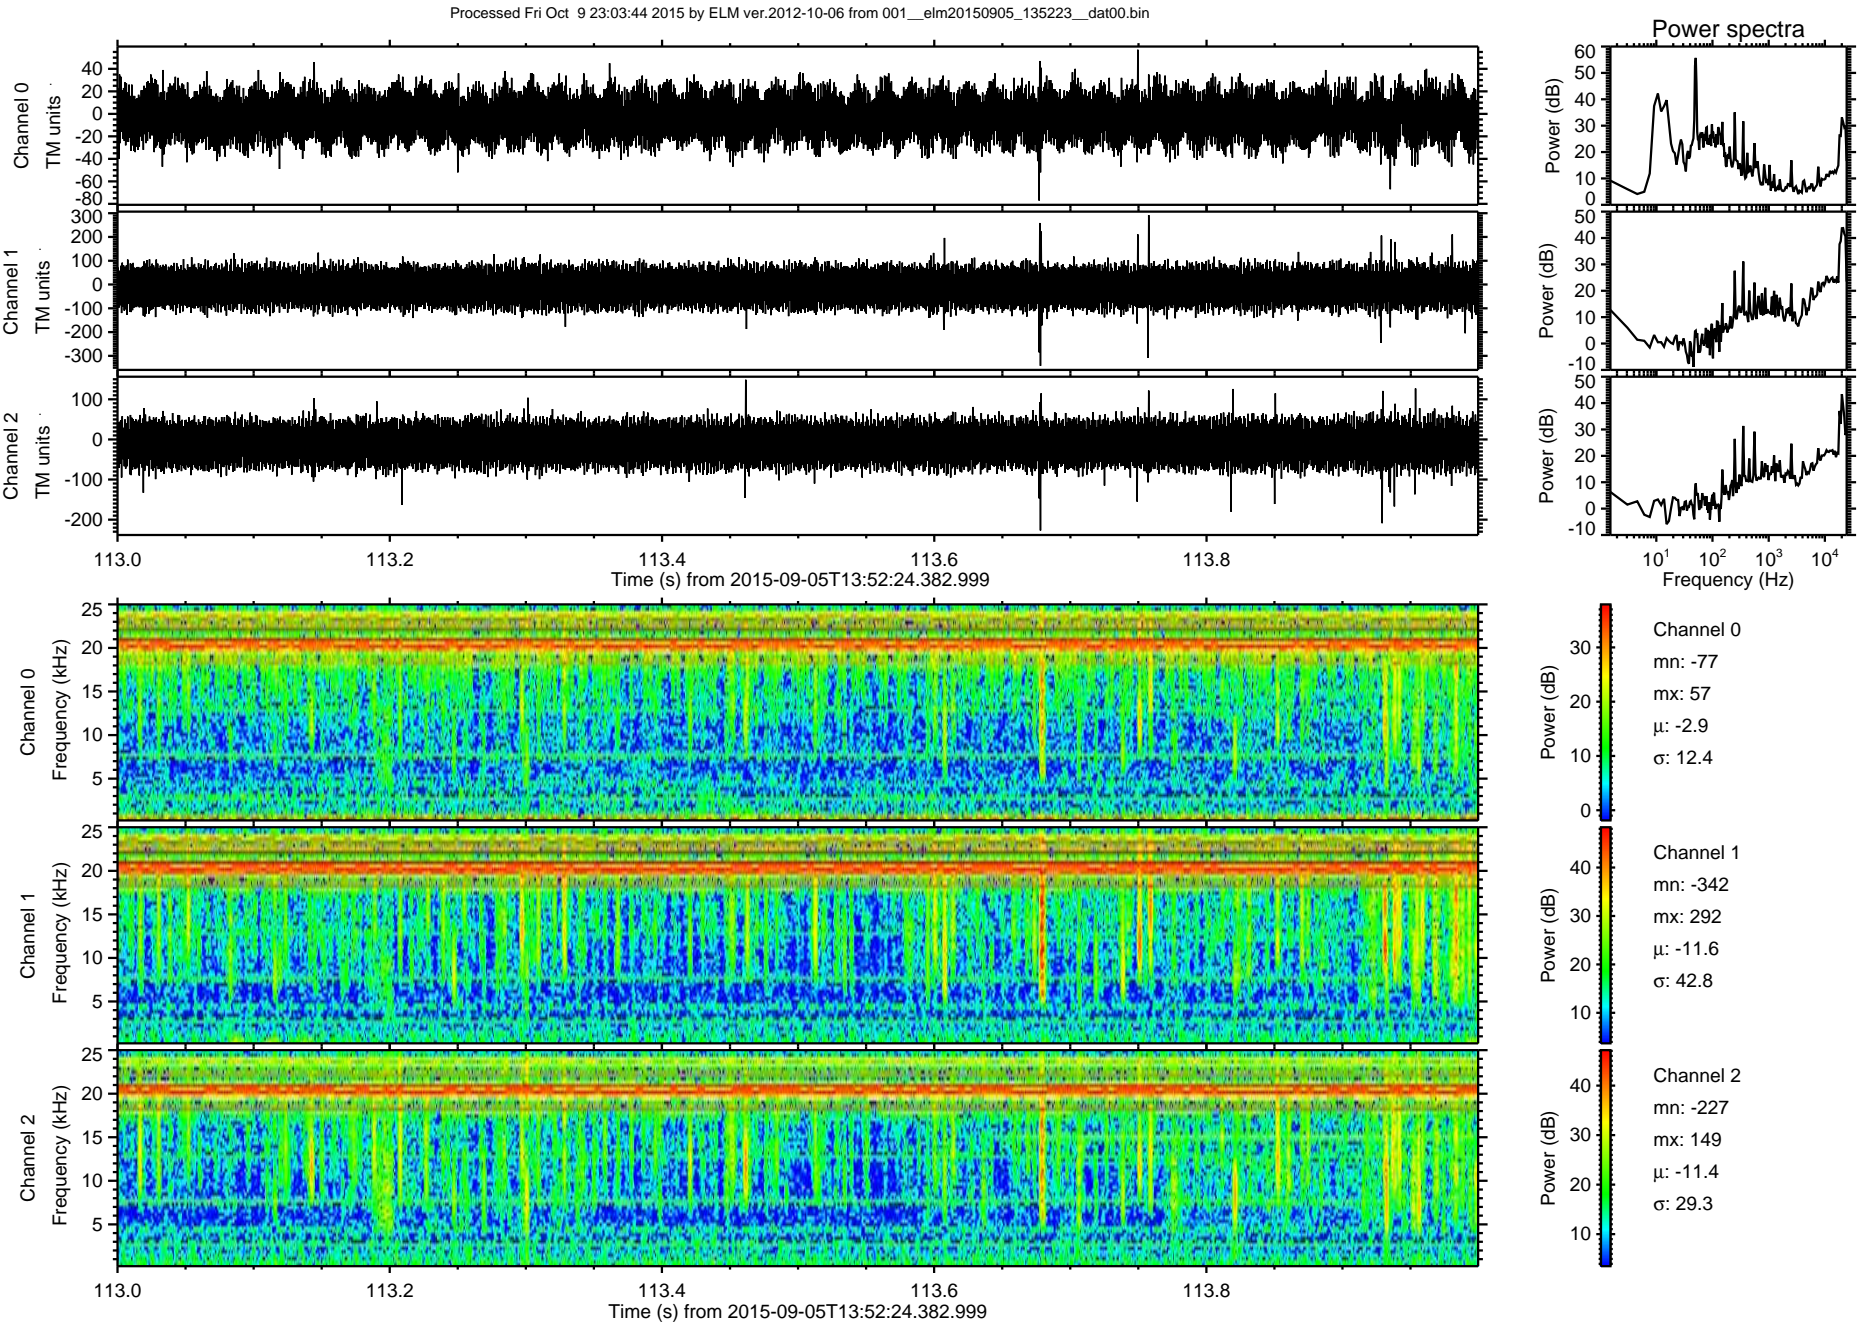 Processed Fri Oct  9 23:03:44 2015 by ELM ver.2012-10-06 from 001__elm20150905_135223__dat00.bin
Power spectra
Channel 0
TM units
40
20
0
-20
-40
-60
-80
Power (dB)
60
50
40
30
20
10
0
Channel 1
TM units
300
200
100
0
-100
-200
-300
Power (dB)
50
40
30
20
10
0
-10
Channel 2
TM units
100
0
-100
-200
Power (dB)
50
40
30
20
10
0
-10
113.0 113.2 113.4 113.6 113.8
Time (s) from 2015-09-05T13:52:24.382.999
10^1 10^2 10^3 10^4
Frequency (Hz)
Channel 0
Frequency (kHz)
25
20
15
10
5
Power (dB)
30
20
10
0
Channel 0
mn: -77
mx: 57
μ: -2.9
σ: 12.4
Channel 1
Frequency (kHz)
25
20
15
10
5
Power (dB)
40
30
20
10
Channel 1
mn: -342
mx: 292
μ: -11.6
σ: 42.8
Channel 2
Frequency (kHz)
25
20
15
10
5
Power (dB)
40
30
20
10
Channel 2
mn: -227
mx: 149
μ: -11.4
σ: 29.3
113.0 113.2 113.4 113.6 113.8
Time (s) from 2015-09-05T13:52:24.382.999